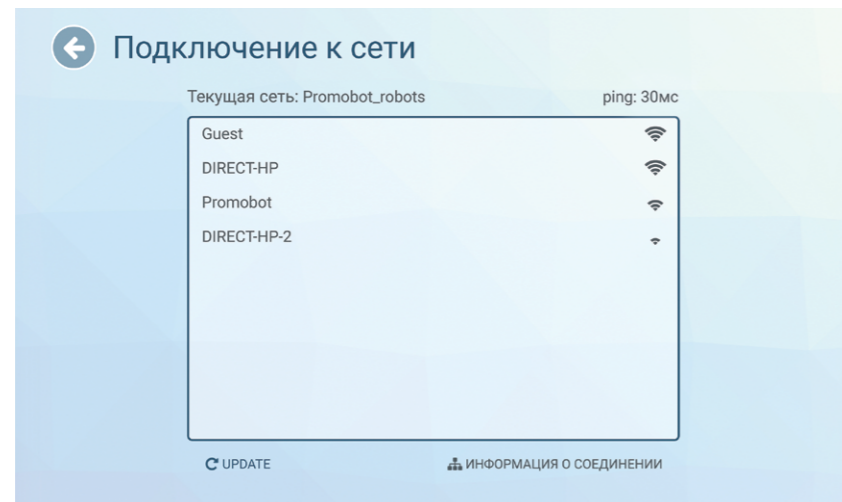 Подключение к сети
Текущая сеть: Promobot_robots ping: 30мс
Guest
DIRECT-HP
Promobot
DIRECT-HP-2
UPDATE ИНФОРМАЦИЯ О СОЕДИНЕНИИ